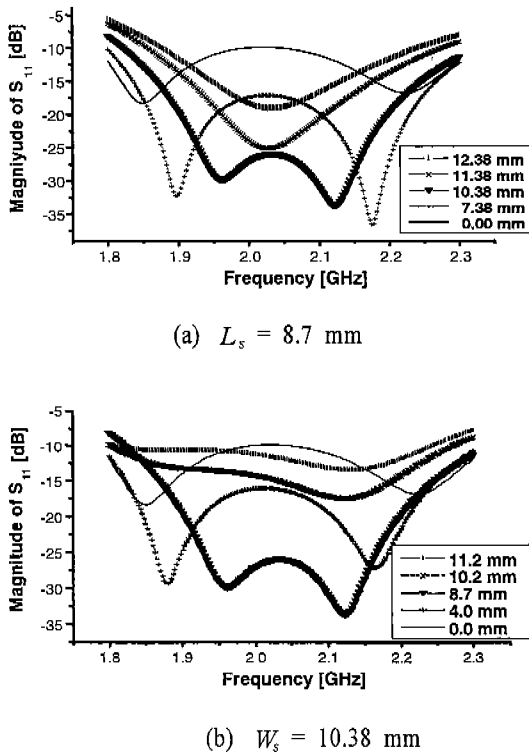 Magniyude of S11 [dB]
-5
-10
-15
-20
-25
-30
-35
12.38 mm
11.38 mm
10.38 mm
7.38 mm
0.00 mm
1.8 1.9 2.0 2.1 2.2 2.3
Frequency [GHz]
(a) Ls = 8.7 mm
Magnitude of S11 [dB]
-5
-10
-15
-20
-25
-30
-35
11.2 mm
10.2 mm
8.7 mm
4.0 mm
0.0 mm
1.8 1.9 2.0 2.1 2.2 2.3
Frequency [GHz]
(b) Ws = 10.38 mm